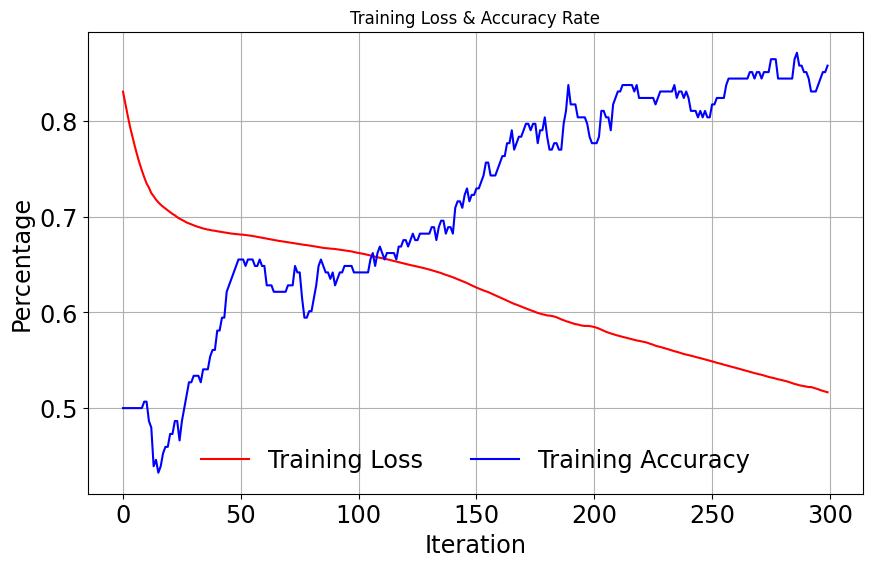 Training Loss & Accuracy Rate
Percentage
0.8
0.7
0.6
0.5
Training Loss
Training Accuracy
0 50 100 150 200 250 300
Iteration